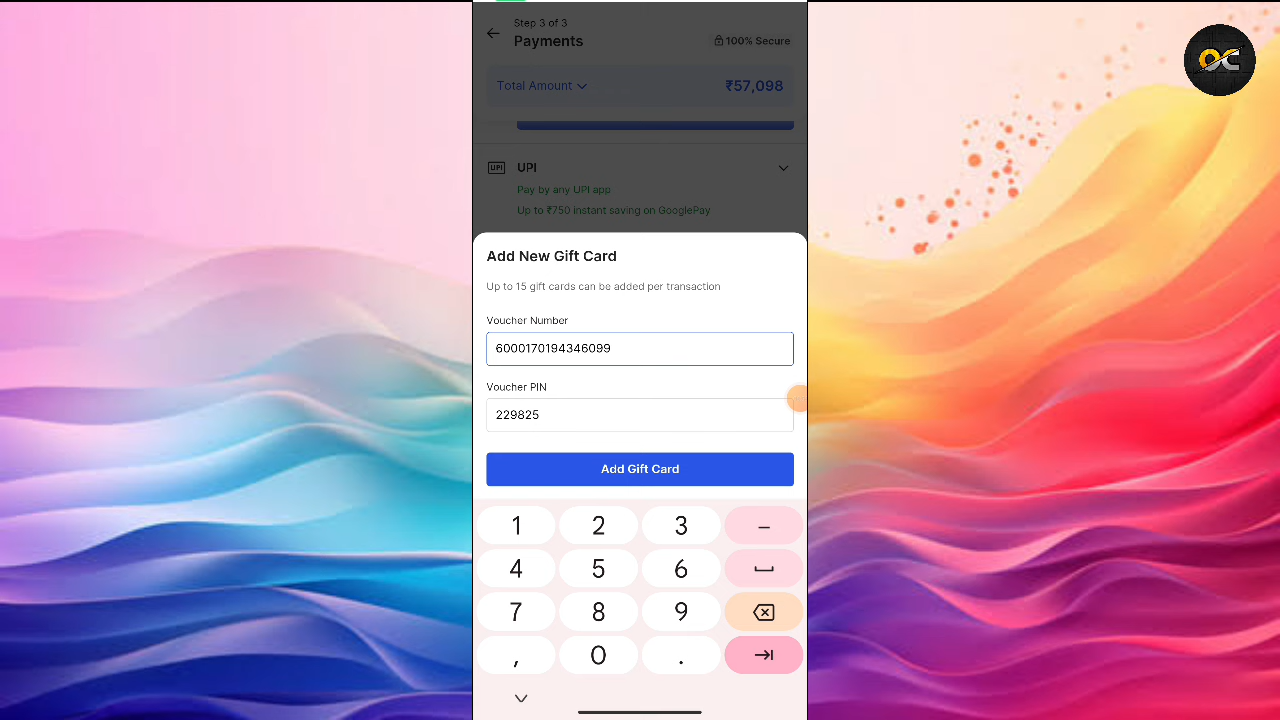 Step 3 of 3
Payments
100% Secure
Total Amount
₹57,098
UPI
UPI
Pay by any UPI app
Up to ₹750 instant saving on GooglePay
Add New Gift Card
Up to 15 gift cards can be added per transaction
Voucher Number
6000170194346099
Voucher PIN
229825
Add Gift Card
1 2 3 –
4 5 6
7 8 9
, 0 .
OC